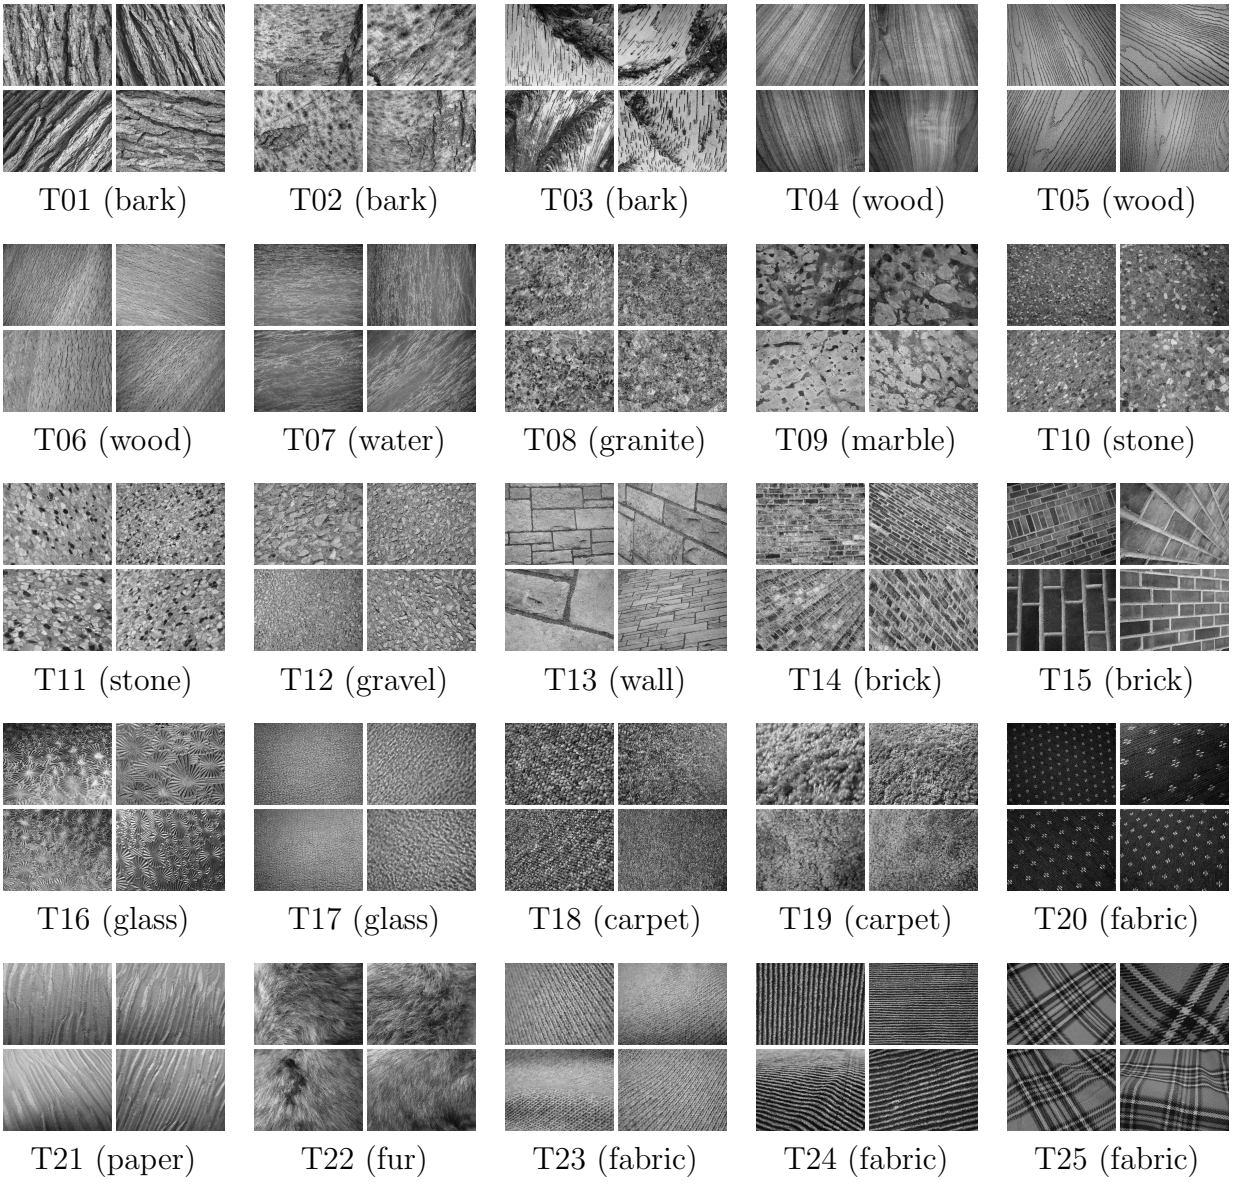 T01 (bark) T02 (bark) T03 (bark) T04 (wood) T05 (wood)
T06 (wood) T07 (water) T08 (granite) T09 (marble) T10 (stone)
T11 (stone) T12 (gravel) T13 (wall) T14 (brick) T15 (brick)
T16 (glass) T17 (glass) T18 (carpet) T19 (carpet) T20 (fabric)
T21 (paper) T22 (fur) T23 (fabric) T24 (fabric) T25 (fabric)